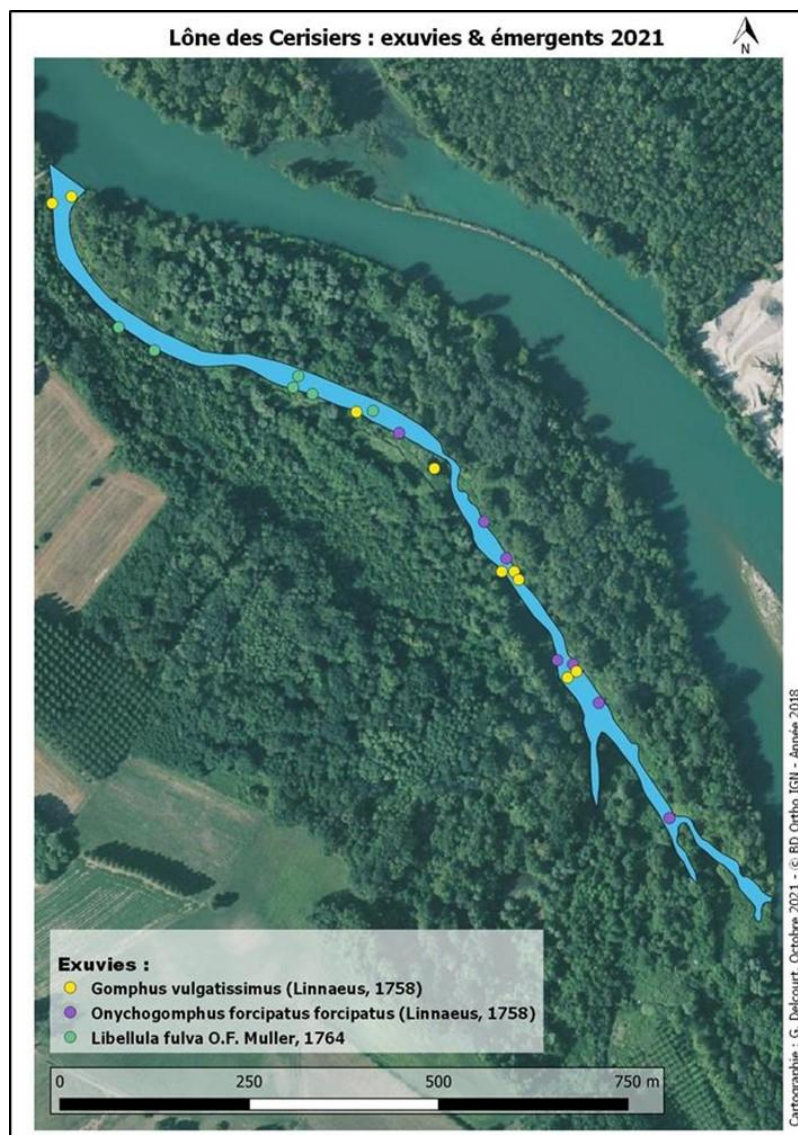 Lône des Cerisiers : exuvies & émergents 2021
N
Exuvies :
Gomphus vulgatissimus (Linnaeus, 1758)
Onychogomphus forcipatus forcipatus (Linnaeus, 1758)
Libellula fulva O.F. Muller, 1764
0 250 500 750 m
Cartographie : G. Delcourt, Octobre 2021 - © BD Ortho IGN - Année 2018